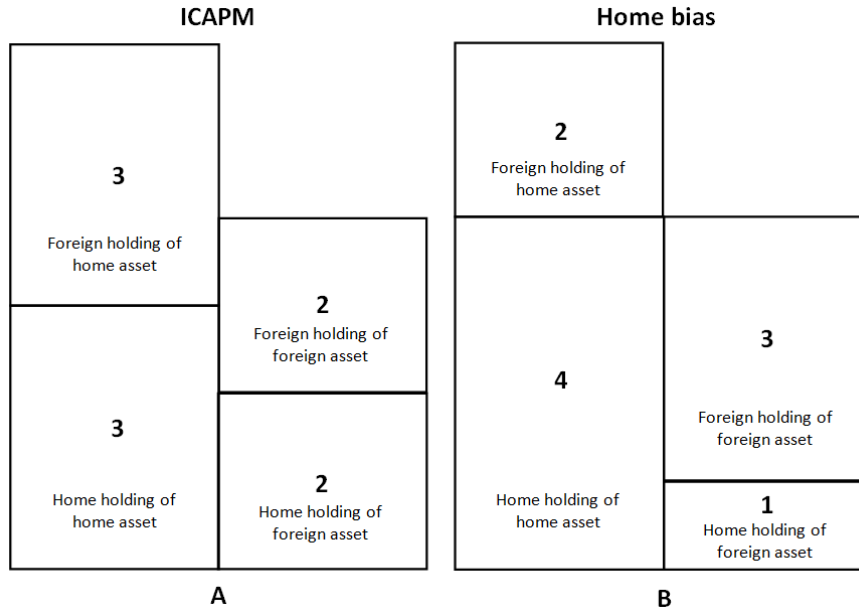 ICAPM
3
Foreign holding of
home asset
2
Foreign holding of
foreign asset
3
Home holding of
home asset
2
Home holding of
foreign asset
A
Home bias
2
Foreign holding of
home asset
3
Foreign holding of
foreign asset
4
Home holding of
home asset
1
Home holding of
foreign asset
B